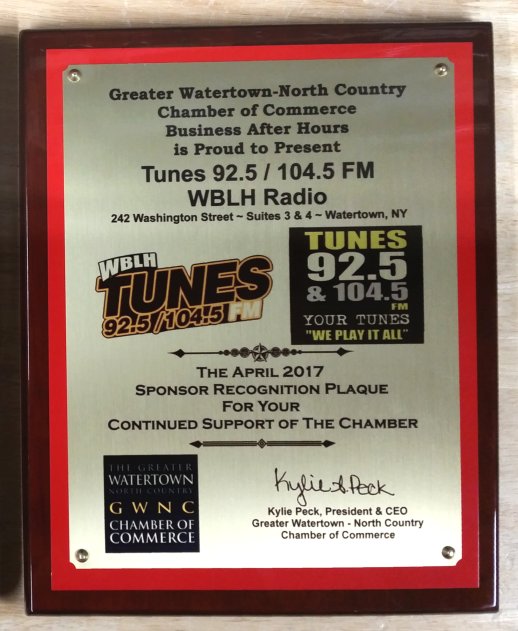 Greater Watertown-North Country
Chamber of Commerce
Business After Hours
is Proud to Present
Tunes 92.5 / 104.5 FM
WBLH Radio
242 Washington Street ~ Suites 3 & 4 ~ Watertown, NY
WBLH
TUNES
92.5/104.5 FM
TUNES
92.5
& 104.5
FM
YOUR TUNES
"WE PLAY IT ALL"
THE APRIL 2017
SPONSOR RECOGNITION PLAQUE
FOR YOUR
CONTINUED SUPPORT OF THE CHAMBER
THE GREATER
WATERTOWN
NORTH COUNTRY
GWNC
CHAMBER OF
COMMERCE
Kylie A. Peck
Kylie Peck, President & CEO
Greater Watertown - North Country
Chamber of Commerce